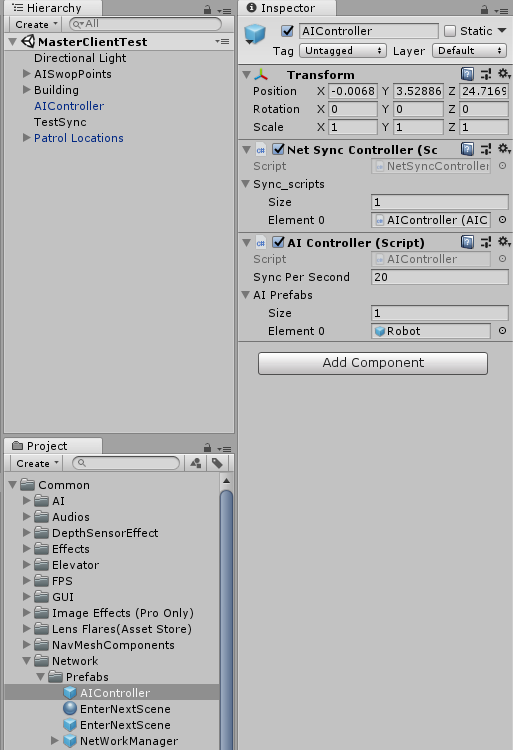 Hierarchy
Create
All
MasterClientTest
Directional Light
AISwopPoints
Building
AIController
TestSync
Patrol Locations
Project
Create
Common
AI
Audios
DepthSensorEffect
Effects
Elevator
FPS
GUI
Image Effects (Pro Only)
Lens Flares(Asset Store)
NavMeshComponents
Network
Prefabs
AIController
EnterNextScene
EnterNextScene
NetWorkManager
Inspector
AIController
Static
Tag Untagged Layer Default
Transform
Position X -0.0068 Y 3.52886 Z 24.7169
Rotation X 0 Y 0 Z 0
Scale X 1 Y 1 Z 1
Net Sync Controller (Sc
Script NetSyncController
Sync_scripts
Size 1
Element 0 AIController (AIC
AI Controller (Script)
Script AIController
Sync Per Second 20
AI Prefabs
Size 1
Element 0 Robot
Add Component